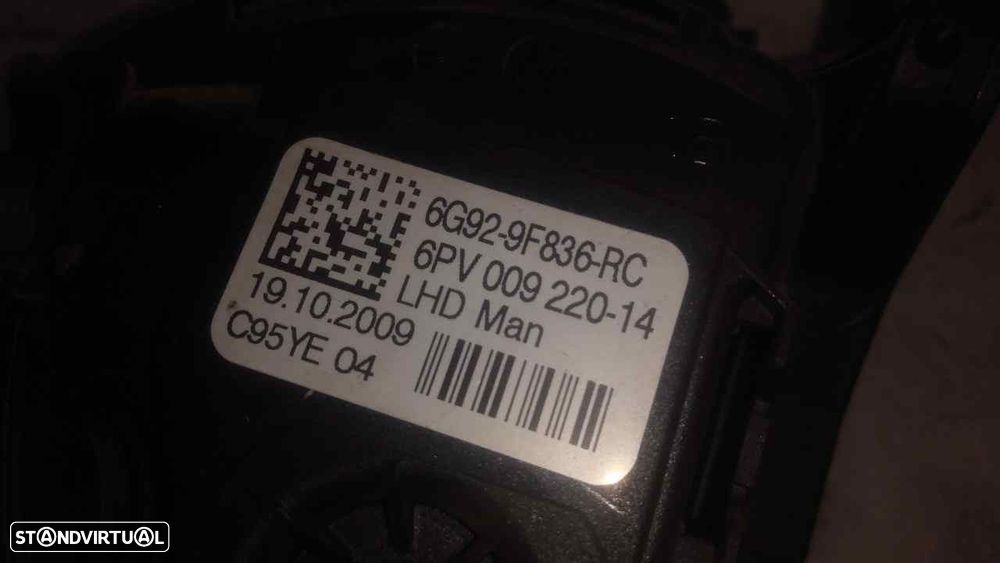 6G92-9F836-RC
6PV 009 220-14
LHD Man
19.10.2009
C95YE 04
STANDVIRTUAL